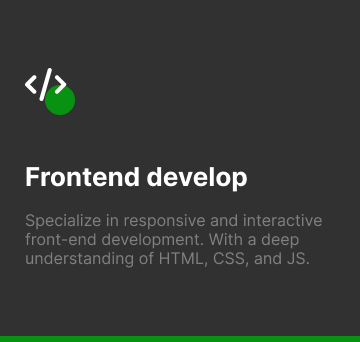 Frontend develop
Specialize in responsive and interactive
front-end development. With a deep
understanding of HTML, CSS, and JS.